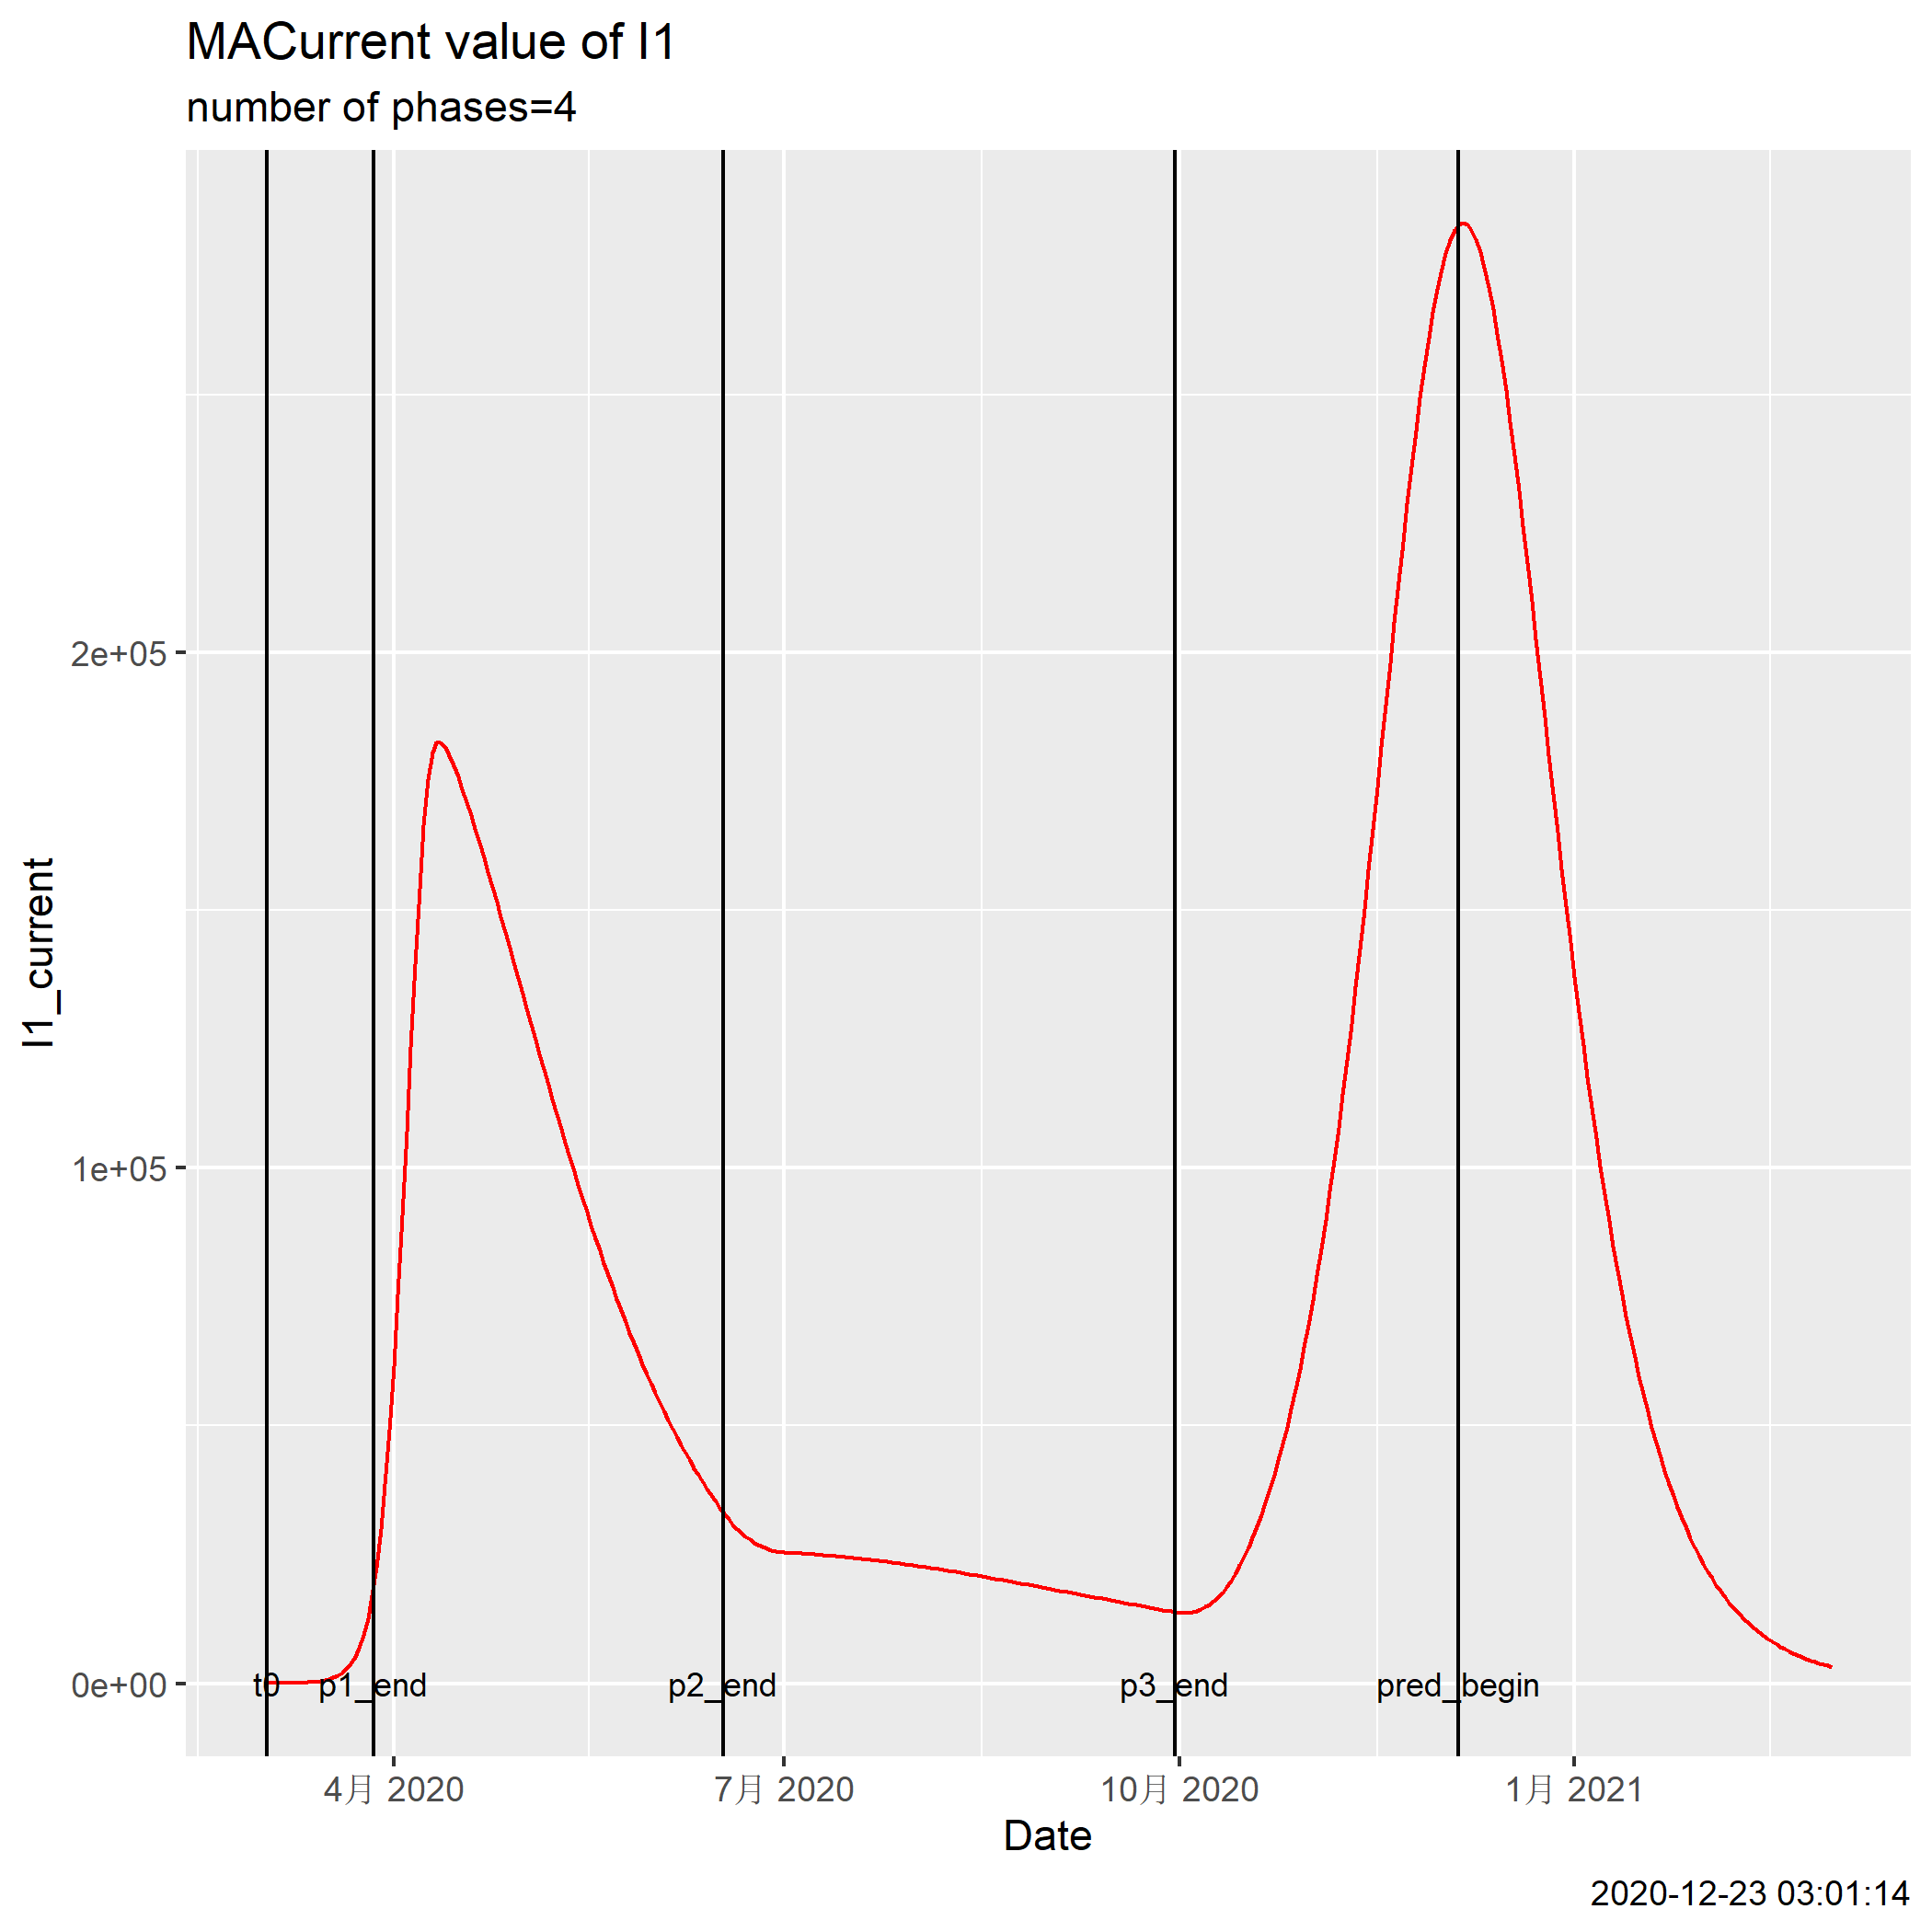 MACurrent value of I1
number of phases=4
I1_current
2e+05
1e+05
0e+00
t0 p1_end p2_end p3_end pred_begin
4月 2020 7月 2020 10月 2020 1月 2021
Date
2020-12-23 03:01:14